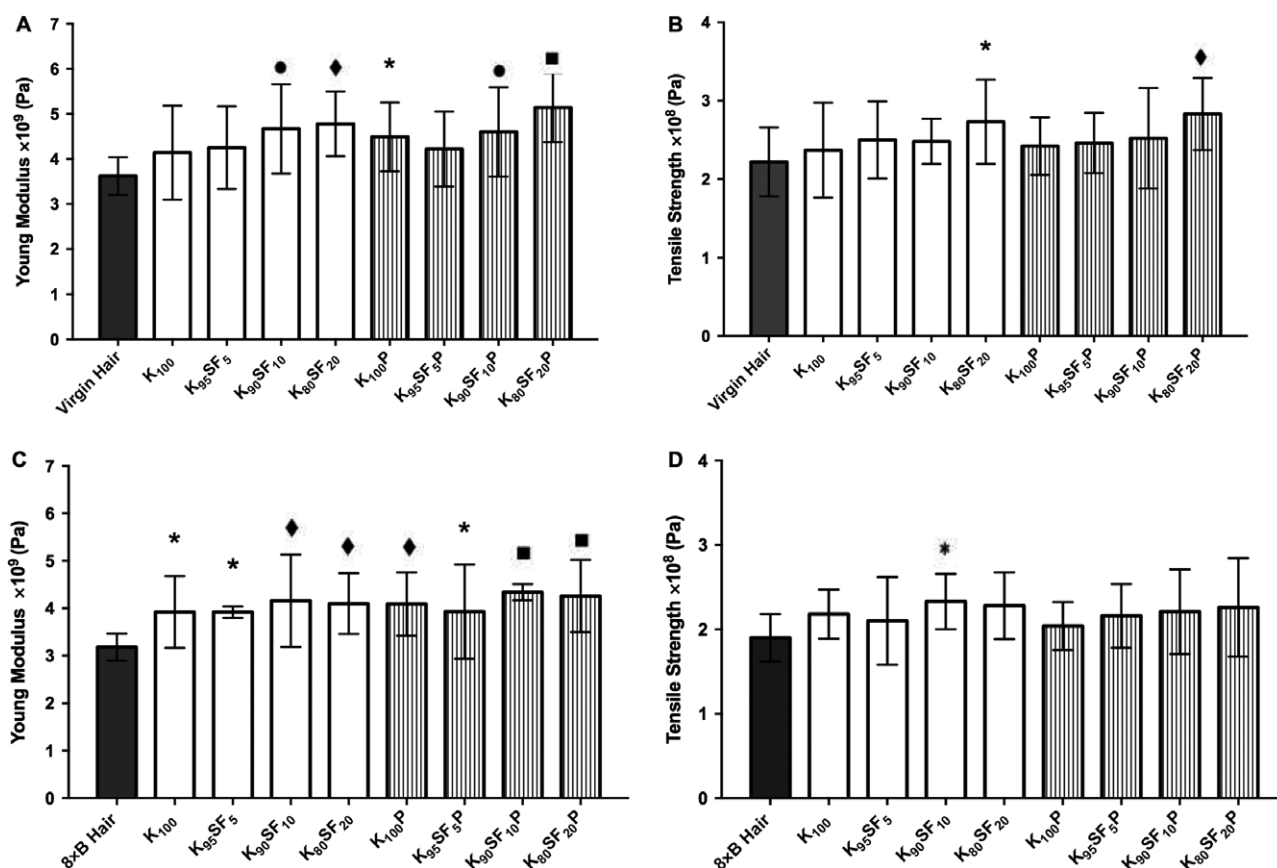 A
Young Modulus ×10⁹ (Pa)
7
6
5
4
3
2
1
0
*
Virgin Hair
K₁₀₀
K₉₅SF₅
K₉₀SF₁₀
K₈₀SF₂₀
K₁₀₀P
K₉₅SF₅P
K₉₀SF₁₀P
K₈₀SF₂₀P
B
Tensile Strength ×10⁸ (Pa)
4
3
2
1
0
*
Virgin Hair
K₁₀₀
K₉₅SF₅
K₉₀SF₁₀
K₈₀SF₂₀
K₁₀₀P
K₉₅SF₅P
K₉₀SF₁₀P
K₈₀SF₂₀P
C
Young Modulus ×10⁹ (Pa)
7
6
5
4
3
2
1
0
*
*
*
8×B Hair
K₁₀₀
K₉₅SF₅
K₉₀SF₁₀
K₈₀SF₂₀
K₁₀₀P
K₉₅SF₅P
K₉₀SF₁₀P
K₈₀SF₂₀P
D
Tensile Strength ×10⁸ (Pa)
4
3
2
1
0
*
8×B Hair
K₁₀₀
K₉₅SF₅
K₉₀SF₁₀
K₈₀SF₂₀
K₁₀₀P
K₉₅SF₅P
K₉₀SF₁₀P
K₈₀SF₂₀P